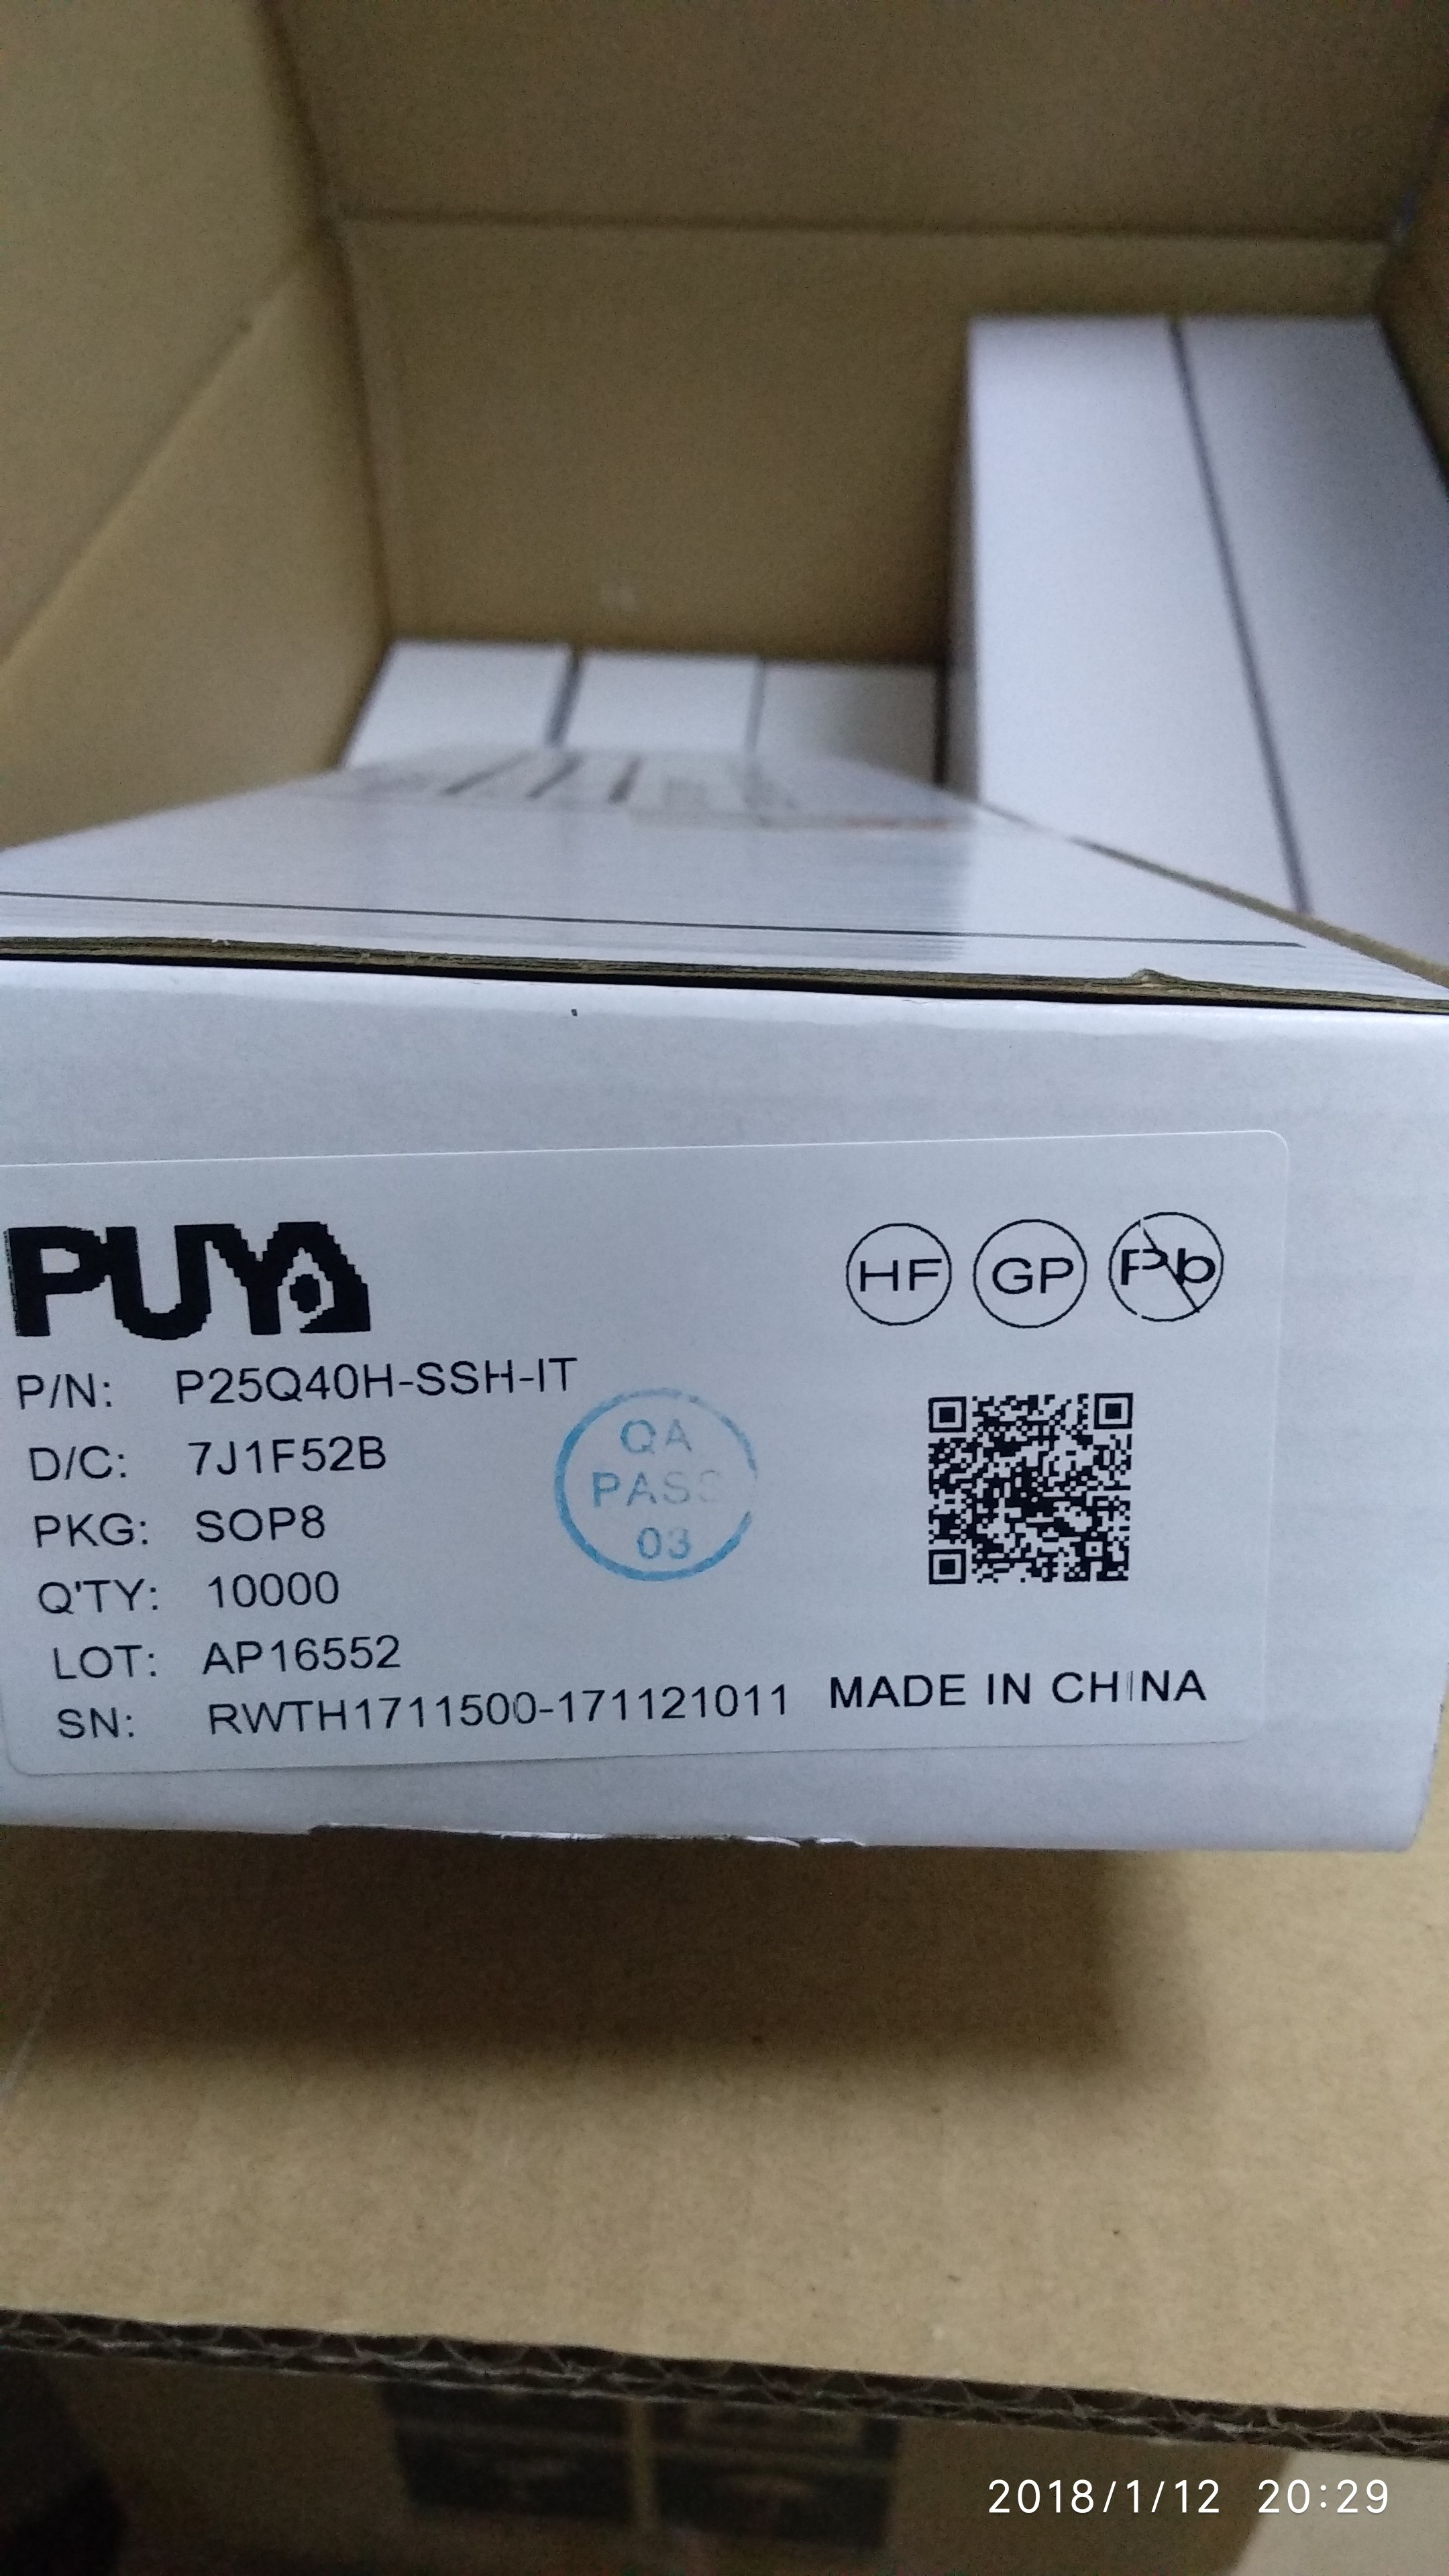 PUYA
HF GP Pb
P/N: P25Q40H-SSH-IT
D/C: 7J1F52B
PKG: SOP8
Q'TY: 10000
LOT: AP16552
SN: RWTH1711500-171121011
QA
PASS
03
MADE IN CHINA
2018/1/12 20:29